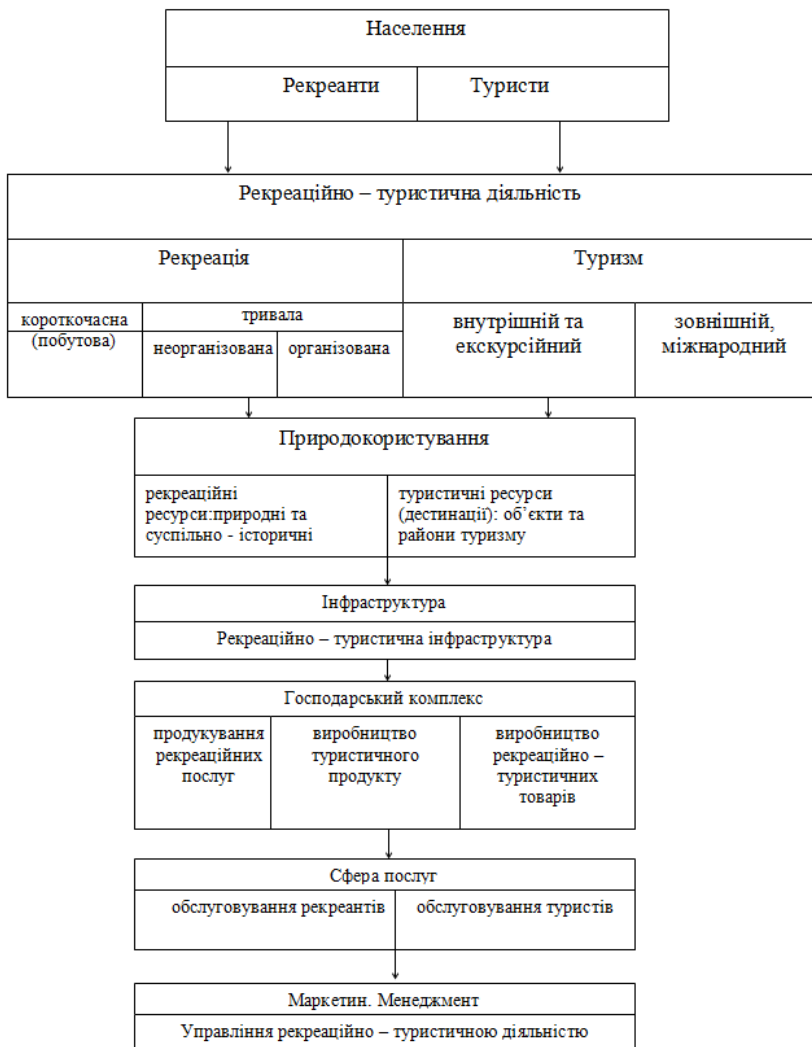 Населення
Рекреанти
Туристи
Рекреаційно – туристична діяльність
Рекреація
Туризм
короткочасна
(побутова)
тривала
неорганізована
організована
внутрішній та
екскурсійний
зовнішній,
міжнародний
Природокористування
рекреаційні
ресурси:природні та
суспільно - історичні
туристичні ресурси
(дестинації): об’єкти та
райони туризму
Інфраструктура
Рекреаційно – туристична інфраструктура
Господарський комплекс
продукування
рекреаційних
послуг
виробництво
туристичного
продукту
виробництво
рекреаційно –
туристичних
товарів
Сфера послуг
обслуговування рекреантів
обслуговування туристів
Маркетин. Менеджмент
Управління рекреаційно – туристичною діяльністю